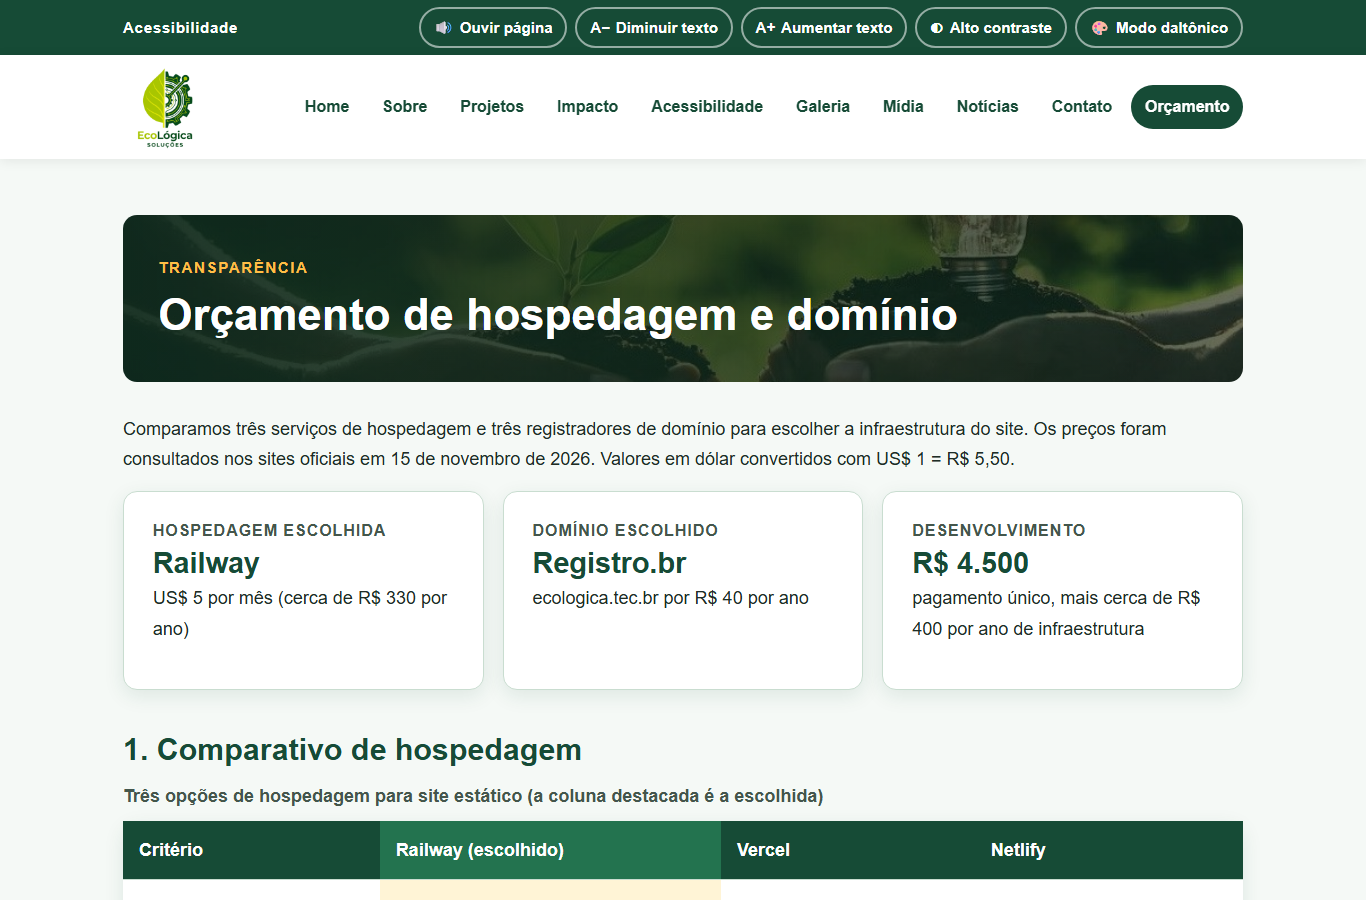 Acessibilidade
Ouvir página
A− Diminuir texto
A+ Aumentar texto
Alto contraste
Modo daltônico
EcoLógica
SOLUÇÕES
Home
Sobre
Projetos
Impacto
Acessibilidade
Galeria
Mídia
Notícias
Contato
Orçamento
TRANSPARÊNCIA
Orçamento de hospedagem e domínio
Comparamos três serviços de hospedagem e três registradores de domínio para escolher a infraestrutura do site. Os preços foram
consultados nos sites oficiais em 15 de novembro de 2026. Valores em dólar convertidos com US$ 1 = R$ 5,50.
HOSPEDAGEM ESCOLHIDA
Railway
US$ 5 por mês (cerca de R$ 330 por
ano)
DOMÍNIO ESCOLHIDO
Registro.br
ecologica.tec.br por R$ 40 por ano
DESENVOLVIMENTO
R$ 4.500
pagamento único, mais cerca de R$
400 por ano de infraestrutura
1. Comparativo de hospedagem
Três opções de hospedagem para site estático (a coluna destacada é a escolhida)
Critério
Railway (escolhido)
Vercel
Netlify